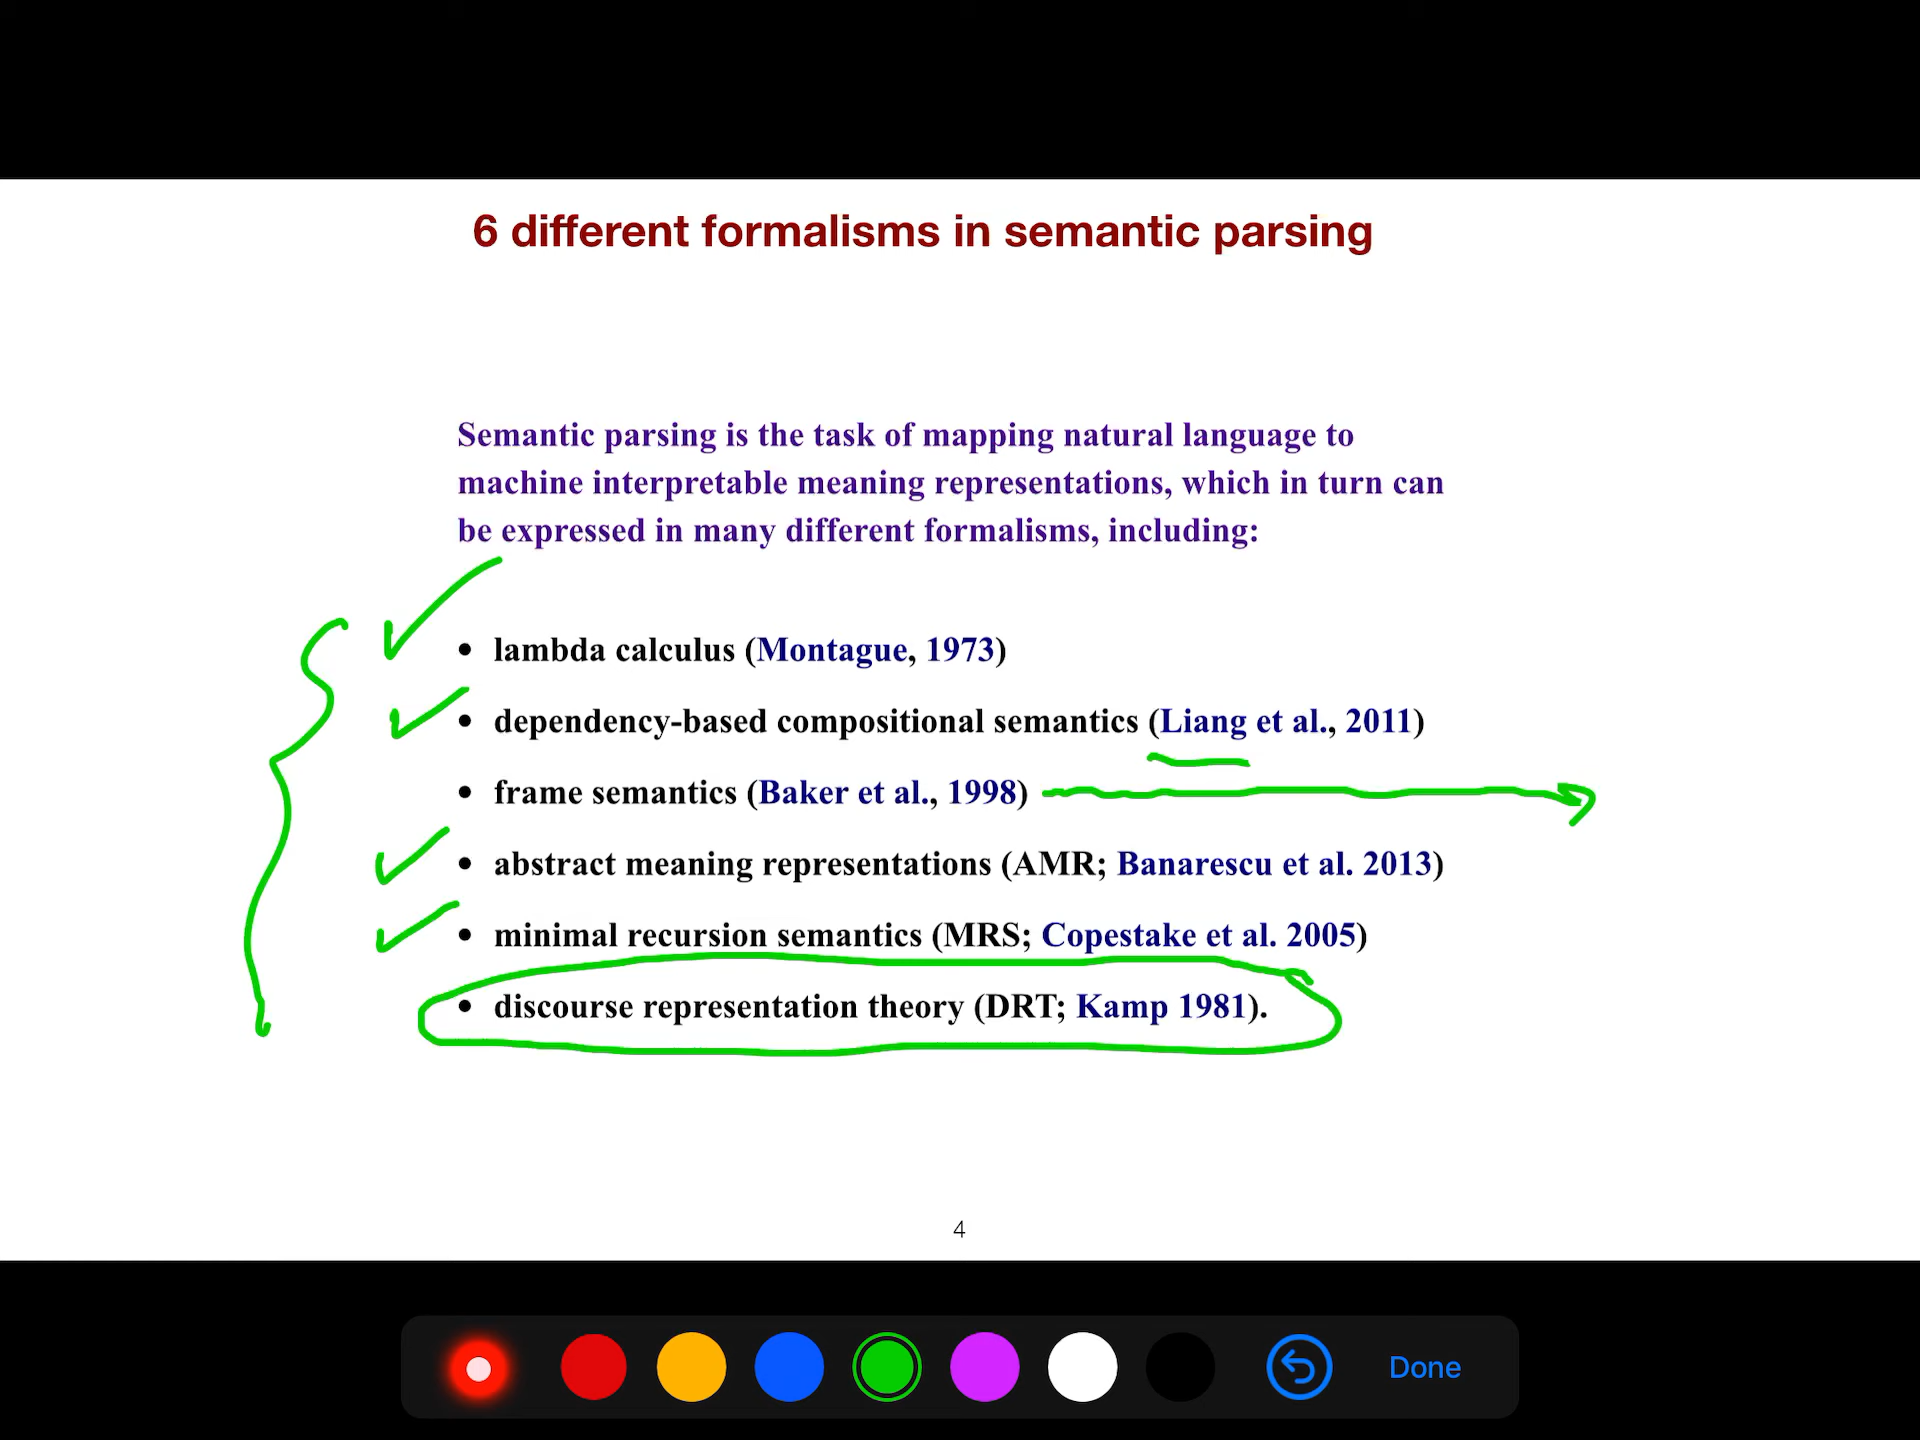 6 different formalisms in semantic parsing
Semantic parsing is the task of mapping natural language to
machine interpretable meaning representations, which in turn can
be expressed in many different formalisms, including:
• lambda calculus (Montague, 1973)
• dependency-based compositional semantics (Liang et al., 2011)
• frame semantics (Baker et al., 1998)
• abstract meaning representations (AMR; Banarescu et al. 2013)
• minimal recursion semantics (MRS; Copestake et al. 2005)
• discourse representation theory (DRT; Kamp 1981).
4
Done